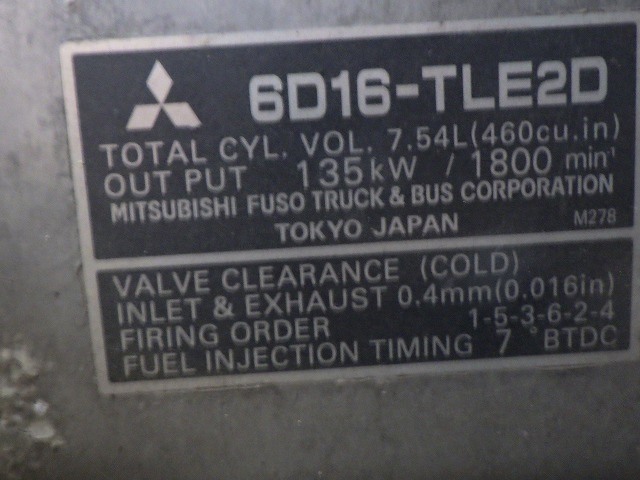 6D16-TLE2D
TOTAL CYL. VOL. 7.54L(460cu.in)
OUT PUT 135kW / 1800 min⁻¹
MITSUBISHI FUSO TRUCK & BUS CORPORATION
TOKYO JAPAN M278
VALVE CLEARANCE (COLD)
INLET & EXHAUST 0.4mm(0.016in)
FIRING ORDER 1-5-3-6-2-4
FUEL INJECTION TIMING 7 ° BTDC